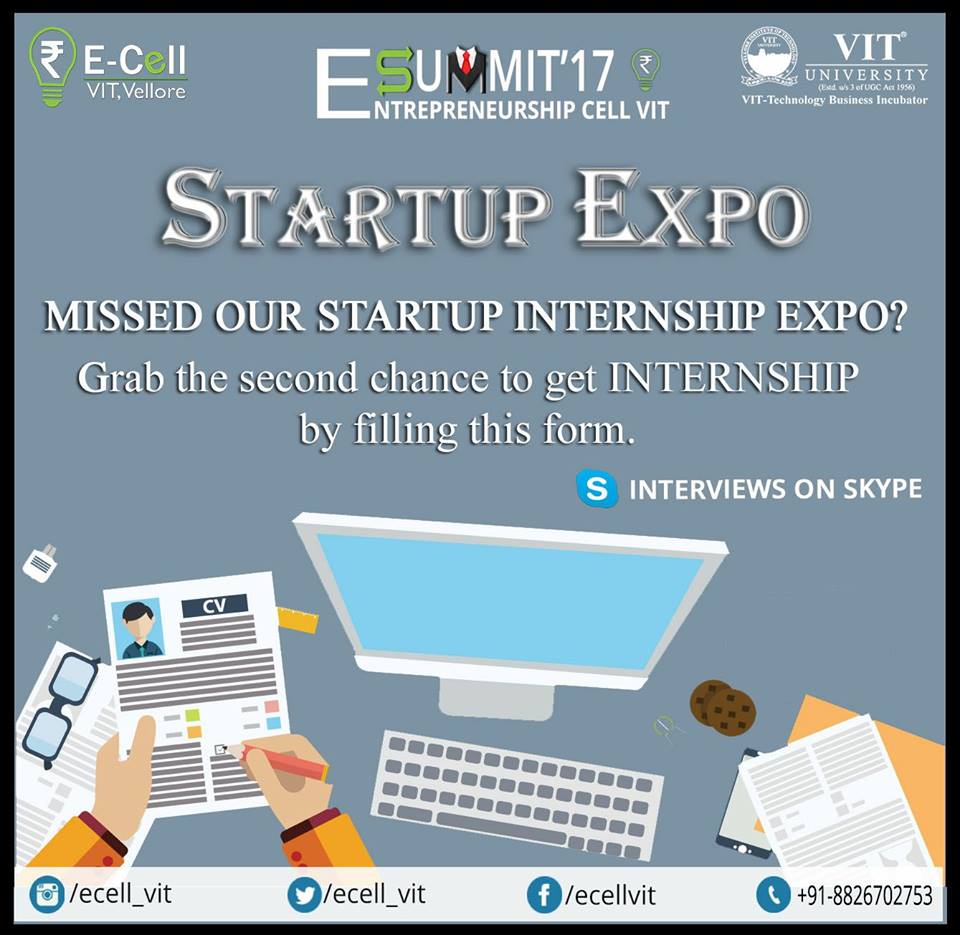 E-Cell
VIT, Vellore
ESUMMIT'17
ENTREPRENEURSHIP CELL VIT
VIT
UNIVERSITY
VIT
UNIVERSITY
(Estd. u/s 3 of UGC Act 1956)
VIT-Technology Business Incubator
STARTUP EXPO
MISSED OUR STARTUP INTERNSHIP EXPO?
Grab the second chance to get INTERNSHIP
by filling this form.
S INTERVIEWS ON SKYPE
CV
/ecell_vit
/ecell_vit
/ecellvit
+91-8826702753